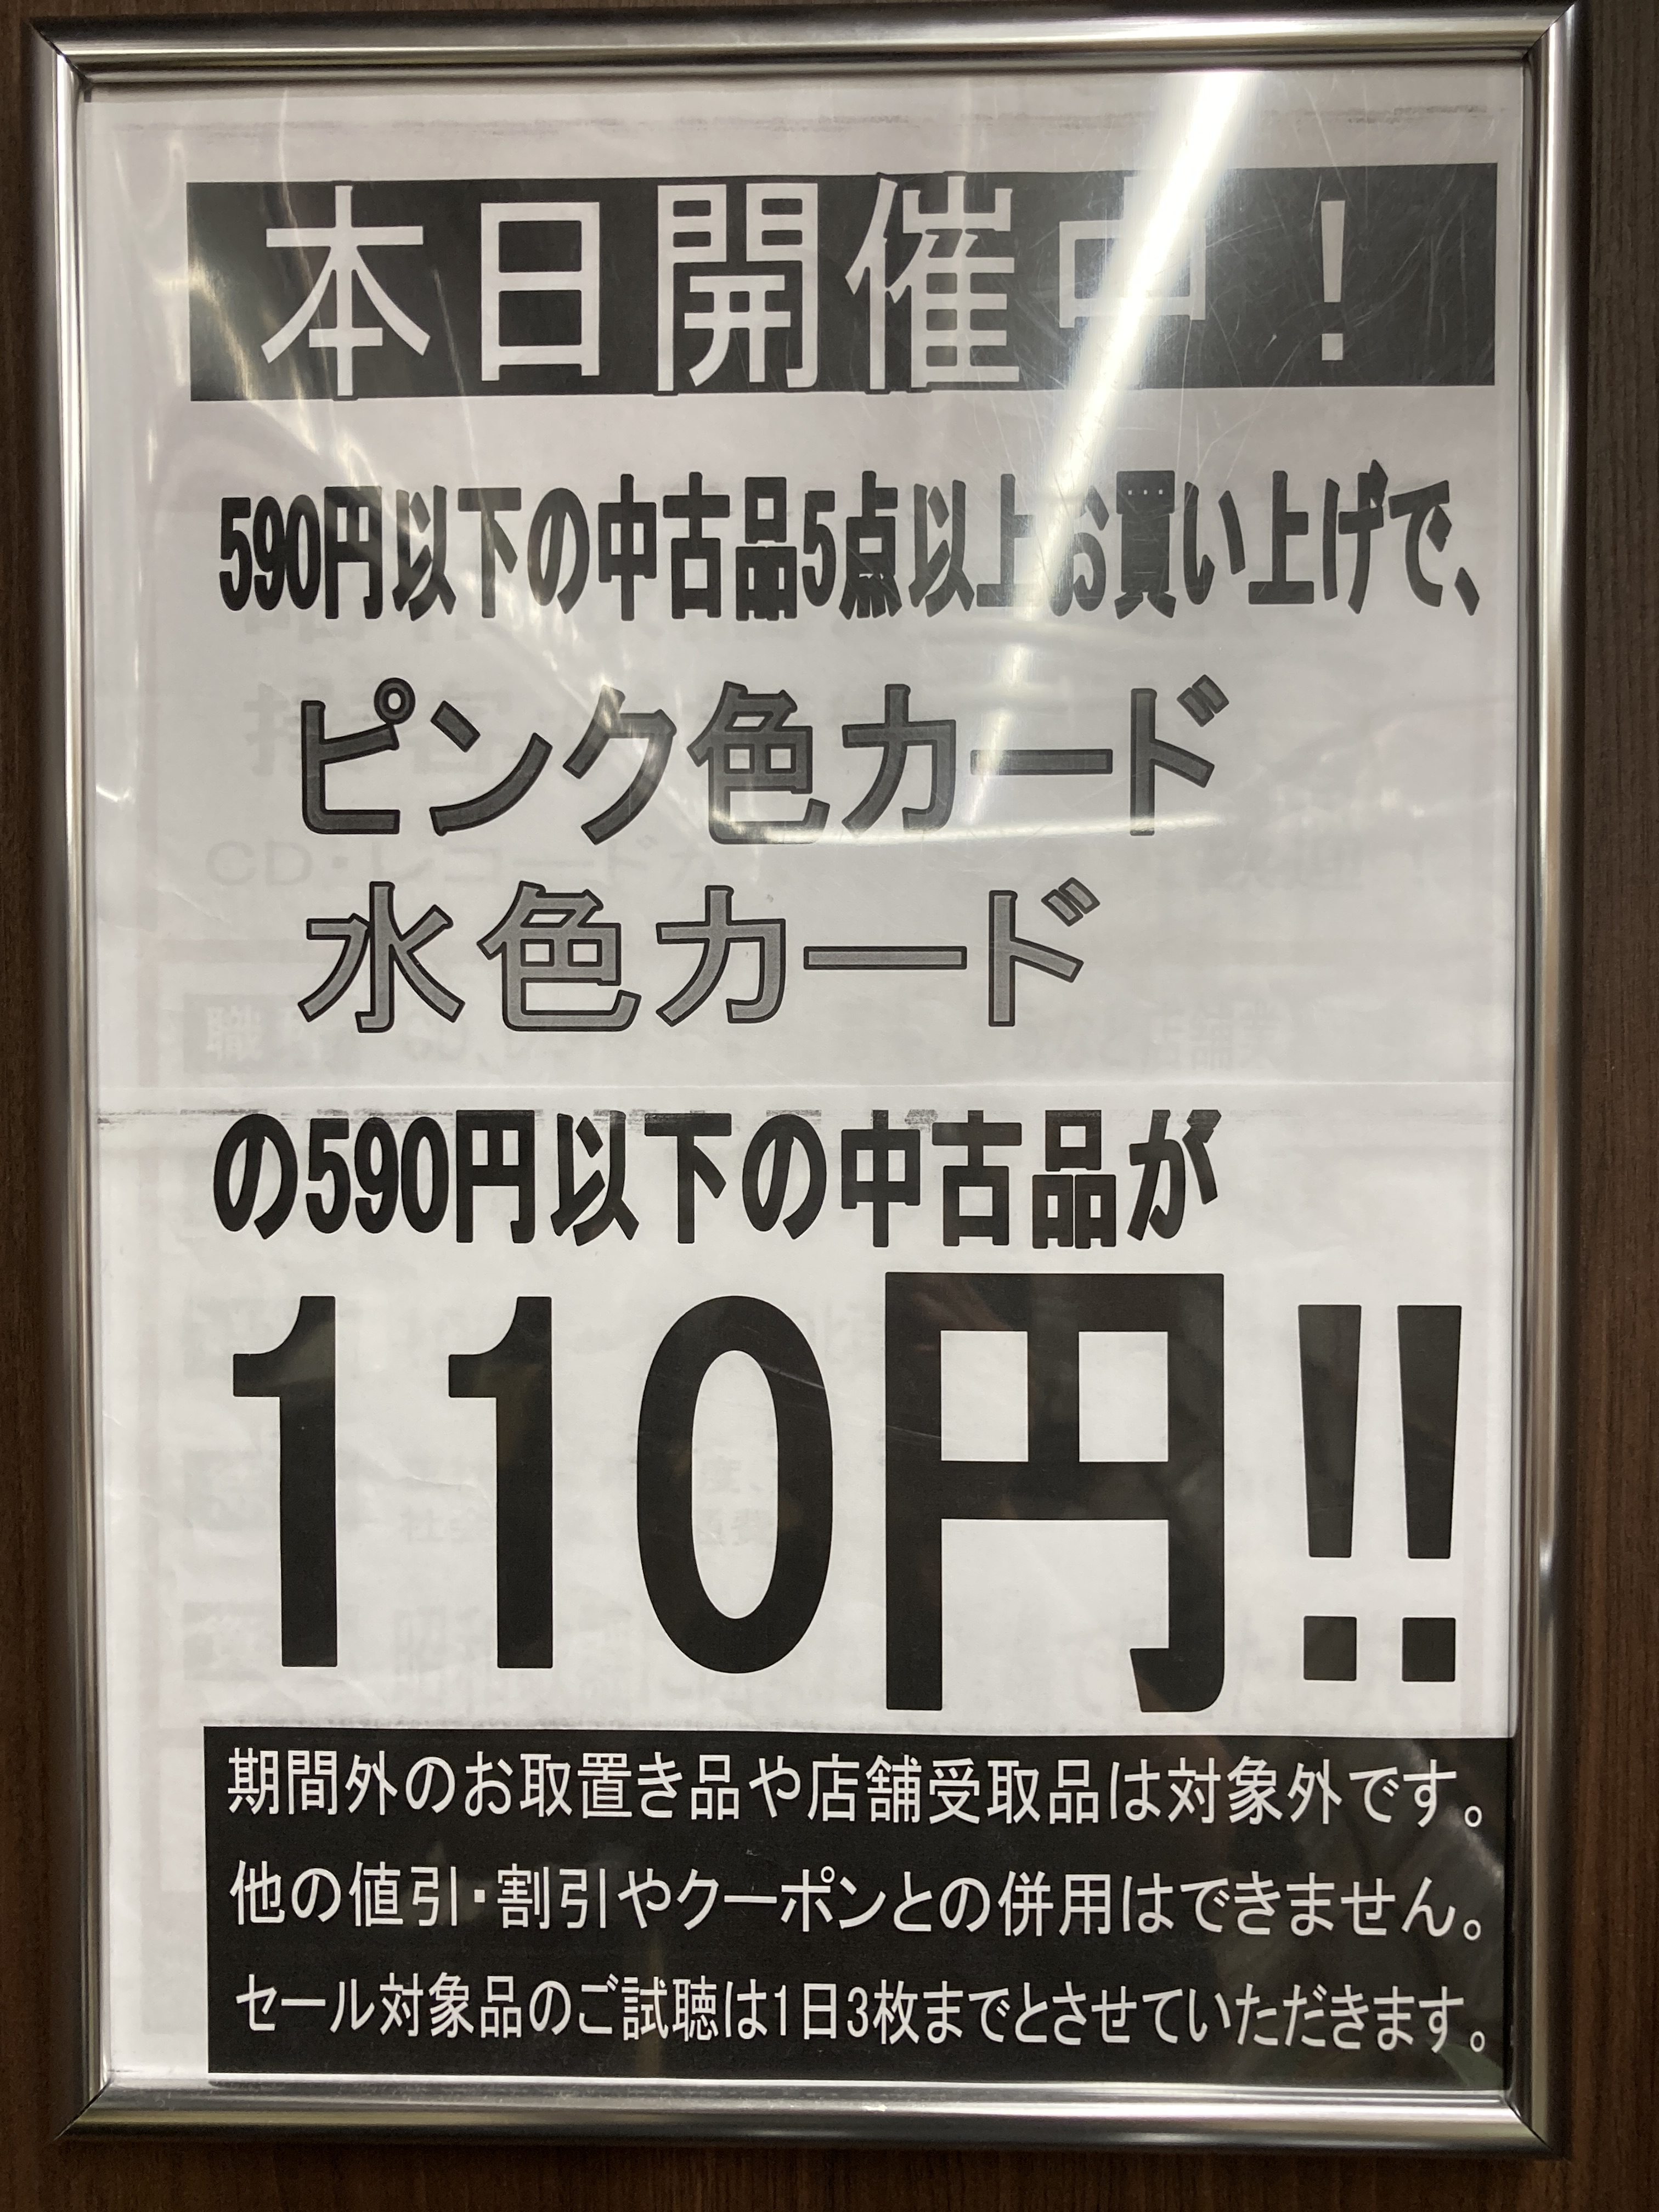 本日開催中！
590円以下の中古品5点以上お買い上げで、
ピンク色カード
水色カード
の590円以下の中古品が
110円!!
期間外のお取置き品や店舗受取品は対象外です。
他の値引・割引やクーポンとの併用はできません。
セール対象品のご試聴は1日3枚までとさせていただきます。